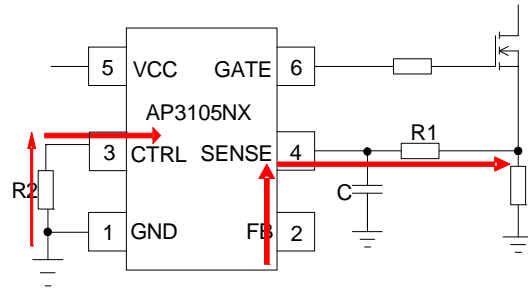 5 VCC GATE 6
AP3105NX
R1
3 CTRL SENSE 4
R2
C
1 GND FB 2